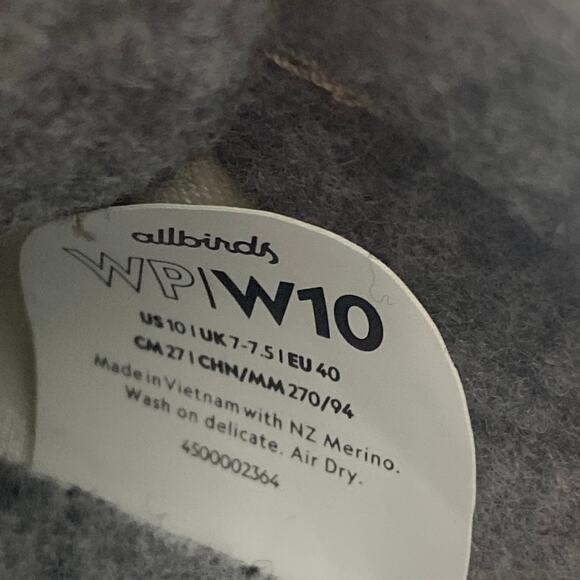 allbirds
WP|W10
US 10 | UK 7-7.5 | EU 40
CM 27 | CHN/MM 270/94
Made in Vietnam with NZ Merino.
Wash on delicate. Air Dry.
4500002364